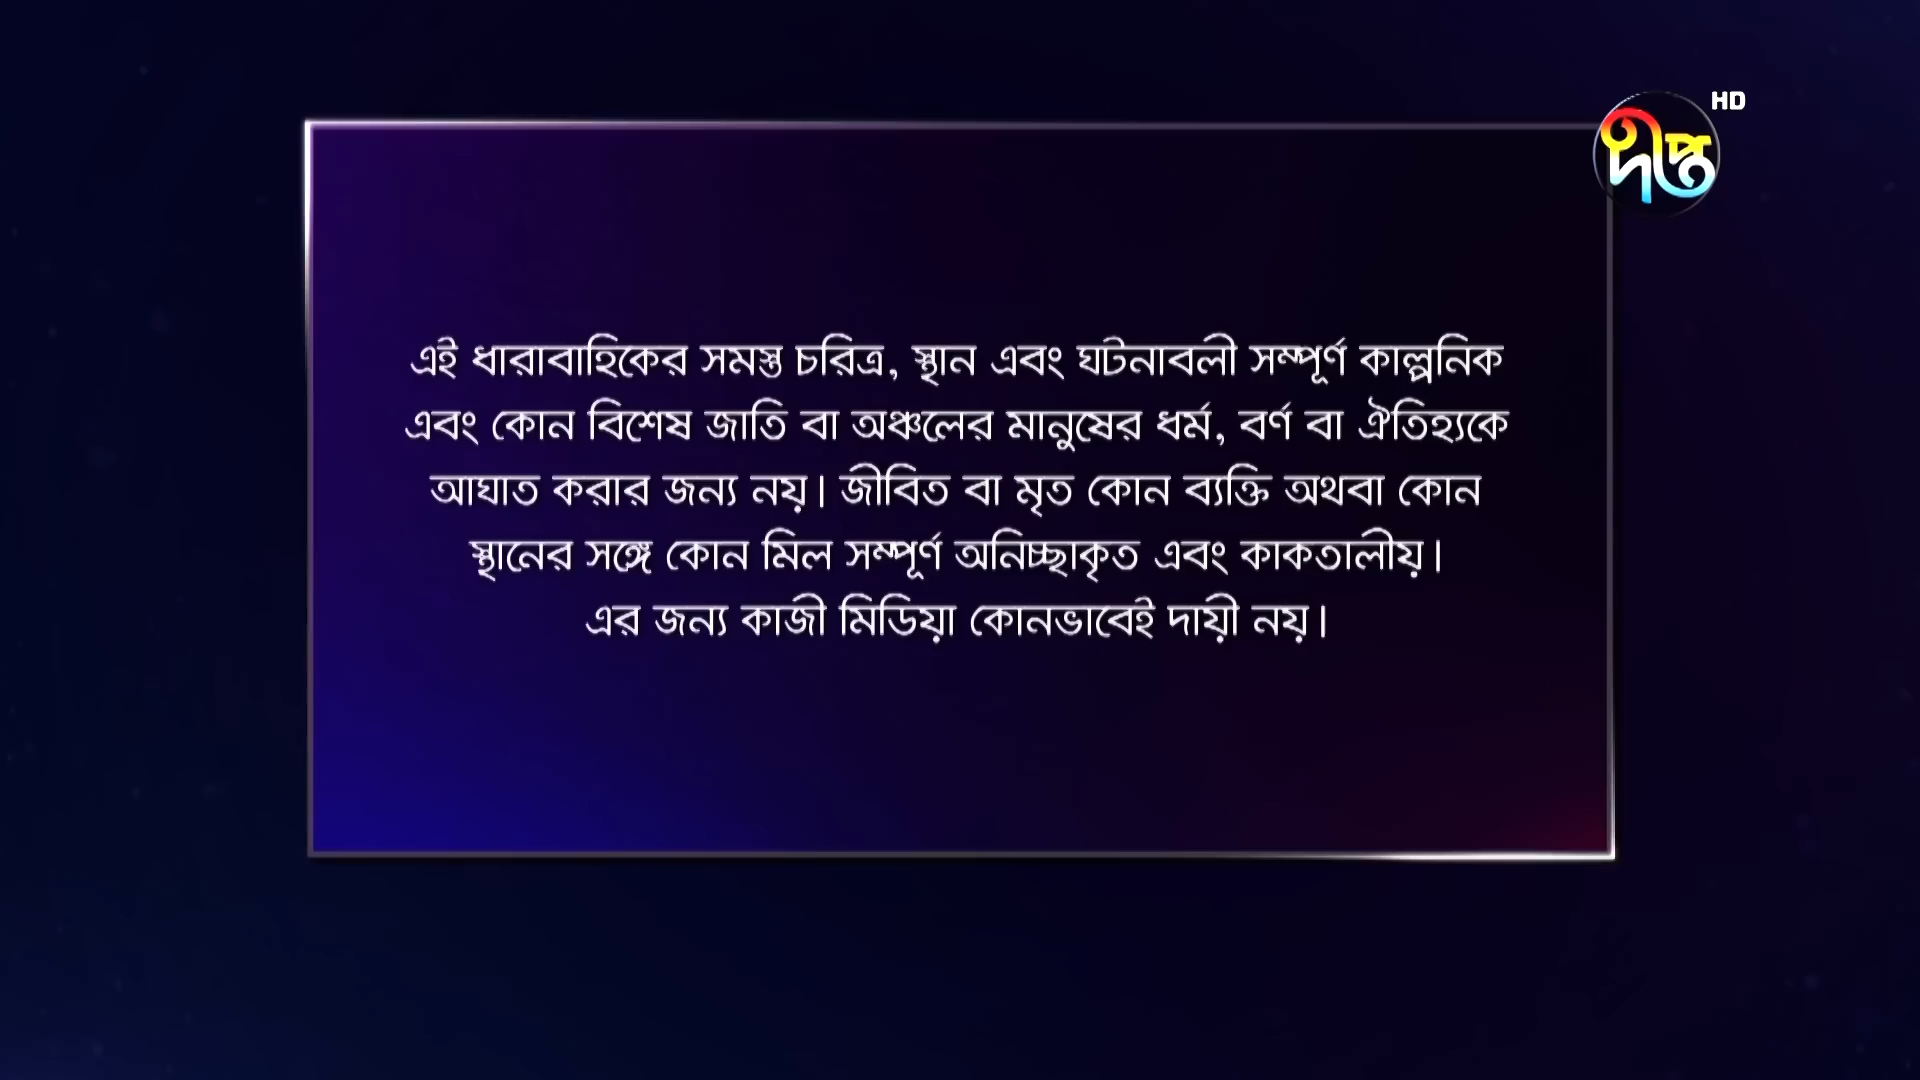 HD
দীপ্ত
এই ধারাবাহিকের সমস্ত চরিত্র, স্থান এবং ঘটনাবলী সম্পূর্ণ কাল্পনিক
এবং কোন বিশেষ জাতি বা অঞ্চলের মানুষের ধর্ম, বর্ণ বা ঐতিহ্যকে
আঘাত করার জন্য নয়। জীবিত বা মৃত কোন ব্যক্তি অথবা কোন
স্থানের সঙ্গে কোন মিল সম্পূর্ণ অনিচ্ছাকৃত এবং কাকতালীয়।
এর জন্য কাজী মিডিয়া কোনভাবেই দায়ী নয়।